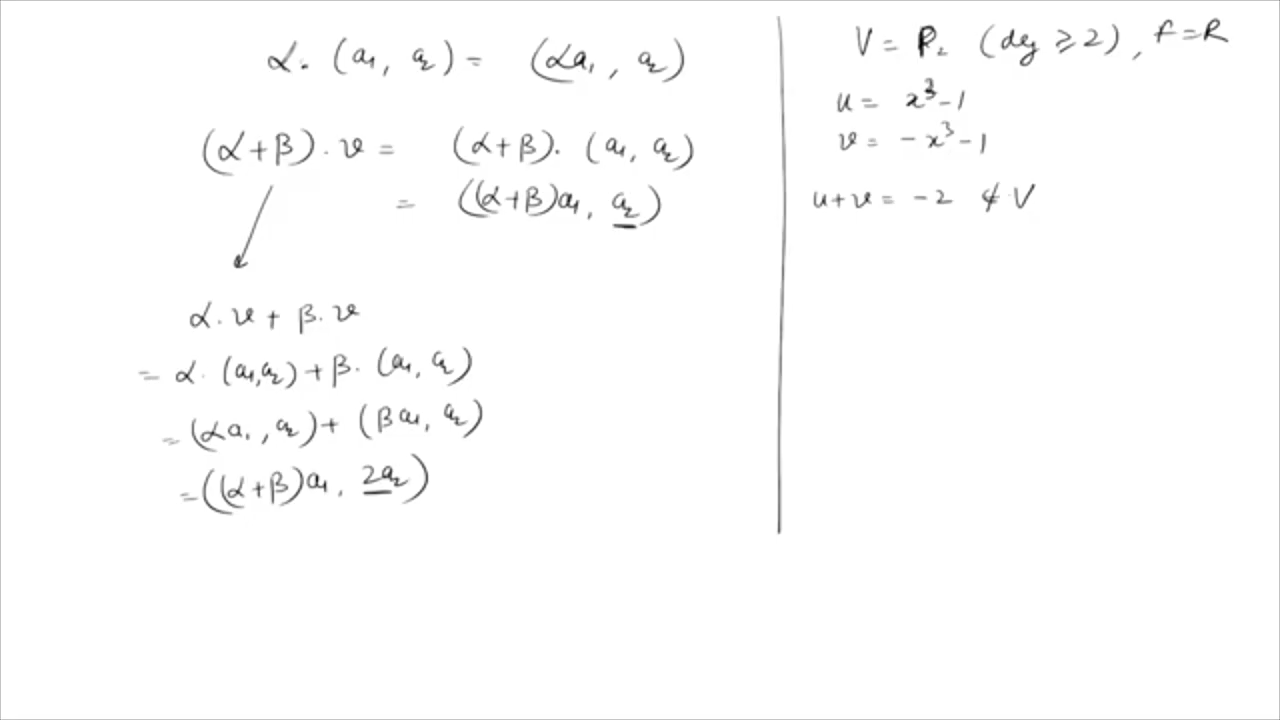 α. (a₁, a₂) = (αa₁, a₂)
(α+β).v = (α+β). (a₁, a₂)
= ((α+β)a₁, a₂)
α.v + β.v
= α. (a₁,a₂) + β. (a₁, a₂)
= (αa₁, a₂) + (βa₁, a₂)
= ((α+β)a₁, 2a₂)
V = P₂ (deg ⩾ 2), F = R
u = x³-1
v = -x³-1
u+v = -2 ∉ V